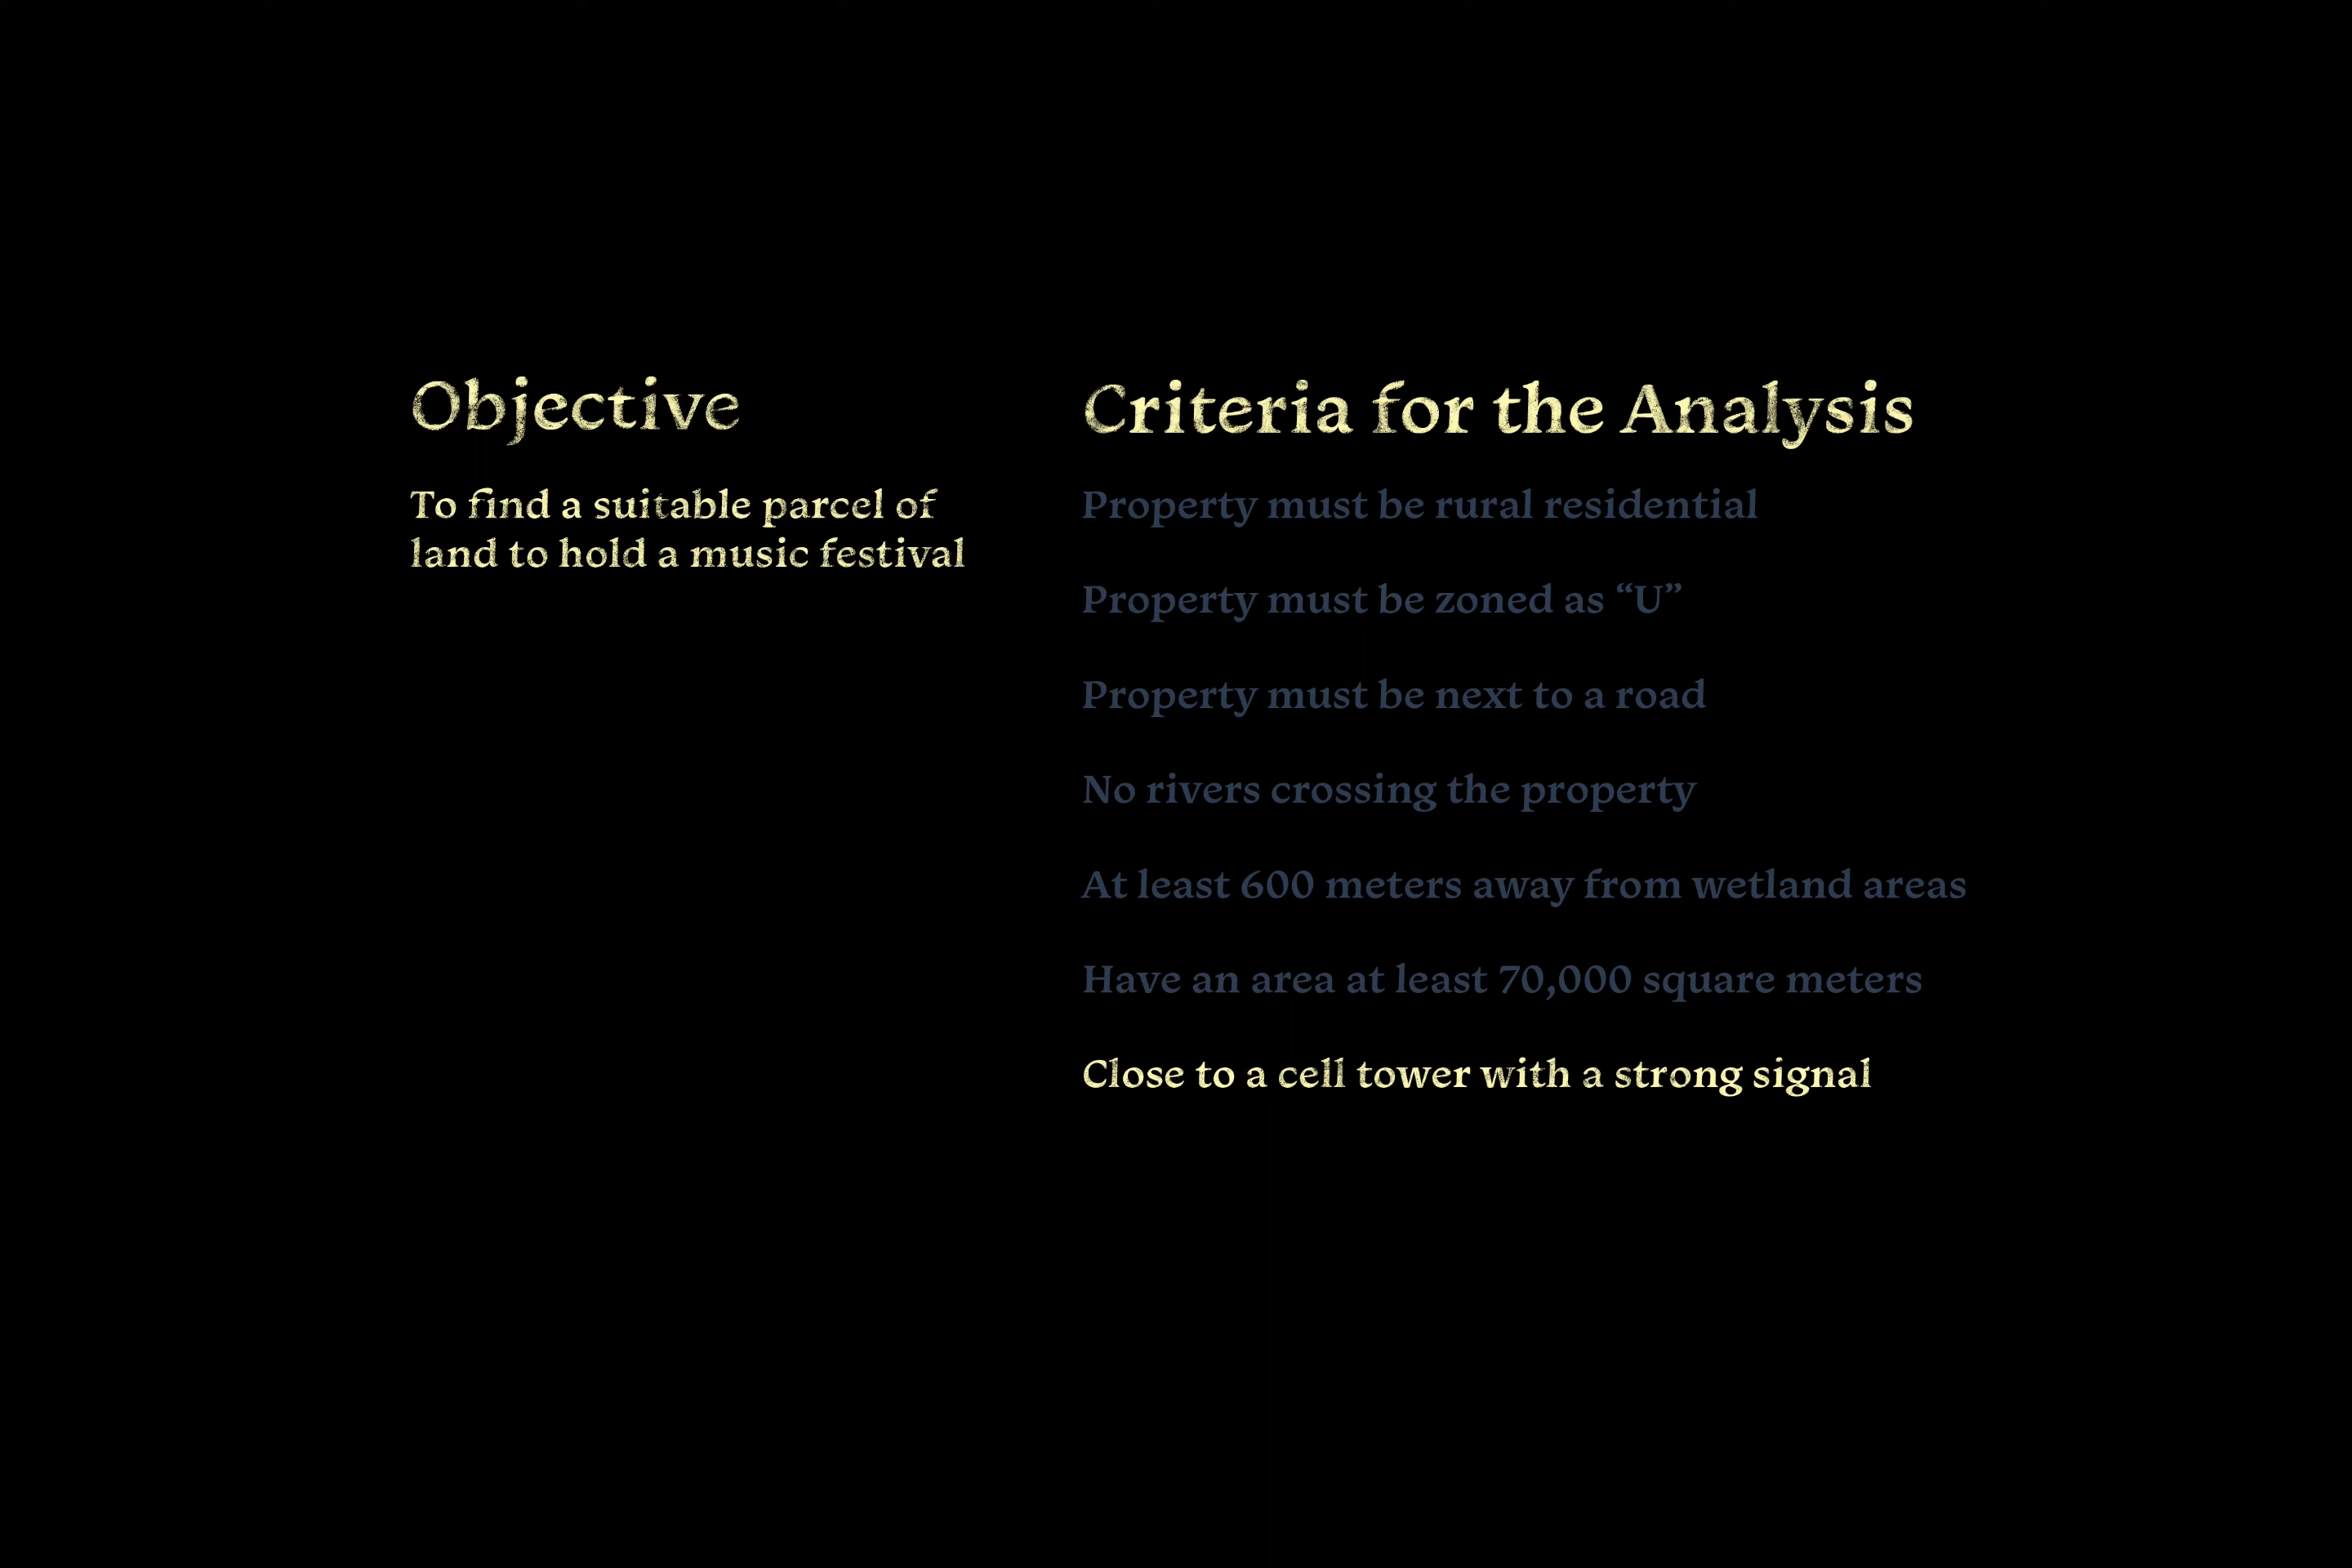 Objective
To find a suitable parcel of
land to hold a music festival
Criteria for the Analysis
Property must be rural residential
Property must be zoned as “U”
Property must be next to a road
No rivers crossing the property
At least 600 meters away from wetland areas
Have an area at least 70,000 square meters
Close to a cell tower with a strong signal